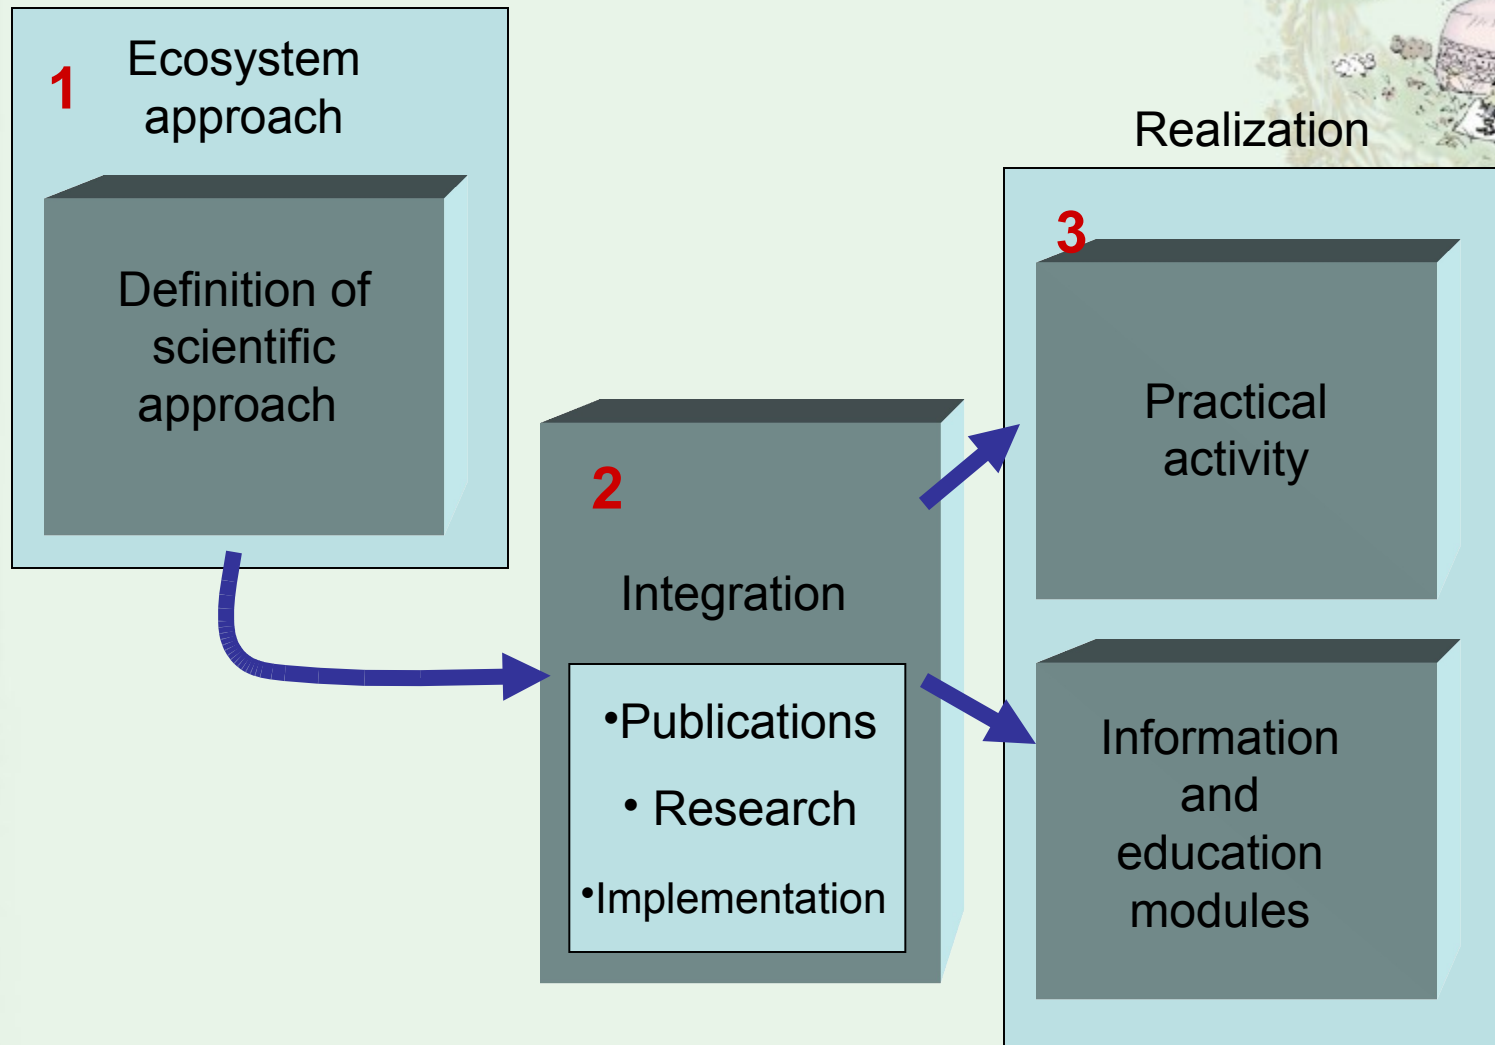 1
Ecosystem
approach
Definition of
scientific
approach
2
Integration
•Publications
• Research
•Implementation
Realization
3
Practical
activity
Information
and
education
modules